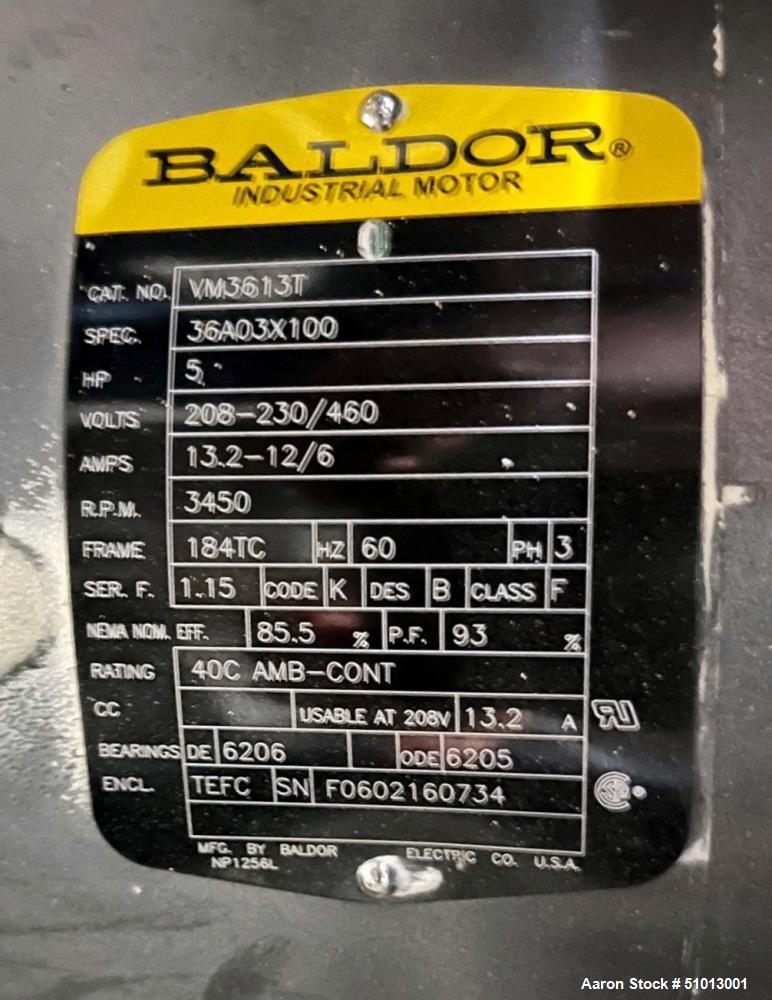 BALDOR®
INDUSTRIAL MOTOR
CAT. NO. VM3613T
SPEC. 36A03X100
HP 5
VOLTS 208-230/460
AMPS 13.2-12/6
R.P.M. 3450
FRAME 184TC HZ 60 PH 3
SER. F. 1.15 CODE K DES B CLASS F
NEMA NOM. EFF. 85.5 % P.F. 93 %
RATING 40C AMB-CONT
CC USABLE AT 208V 13.2 A
BEARINGS DE 6206 ODE 6205
ENCL. TEFC SN F0602160734
MFG. BY BALDOR ELECTRIC CO. U.S.A.
NP1256L
Aaron Stock # 51013001